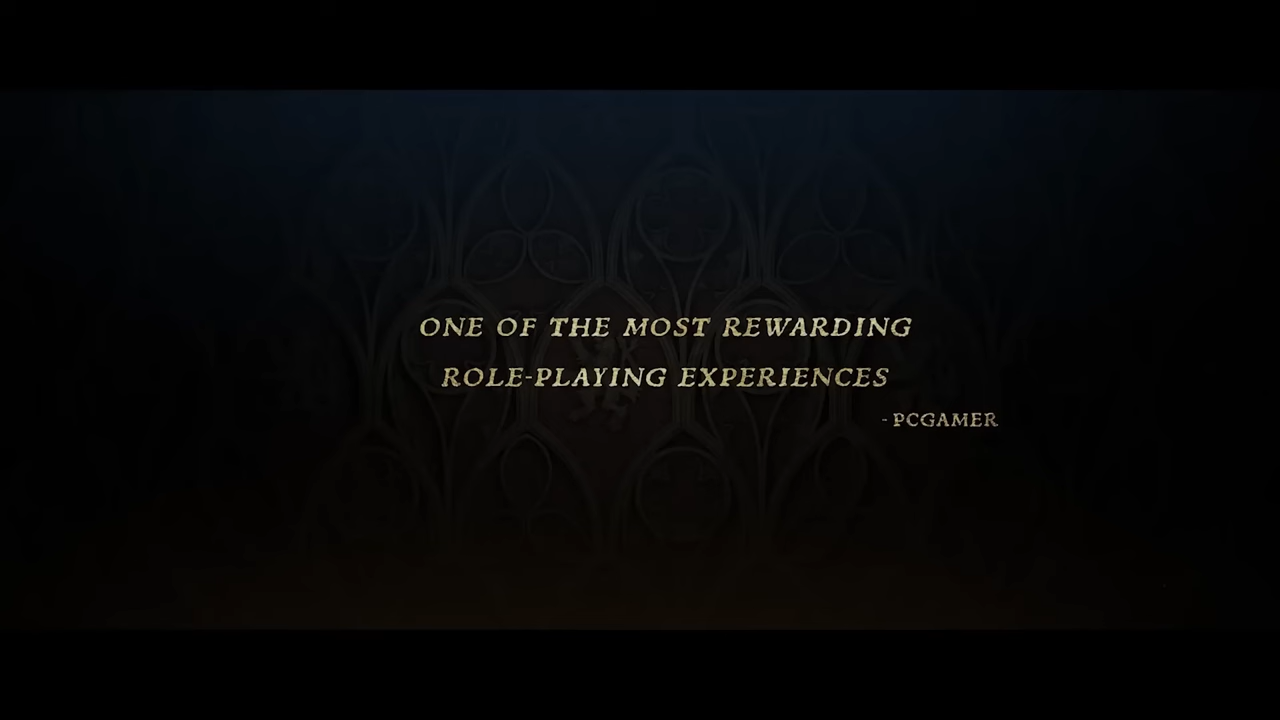 ONE OF THE MOST REWARDING
ROLE-PLAYING EXPERIENCES
- PCGAMER